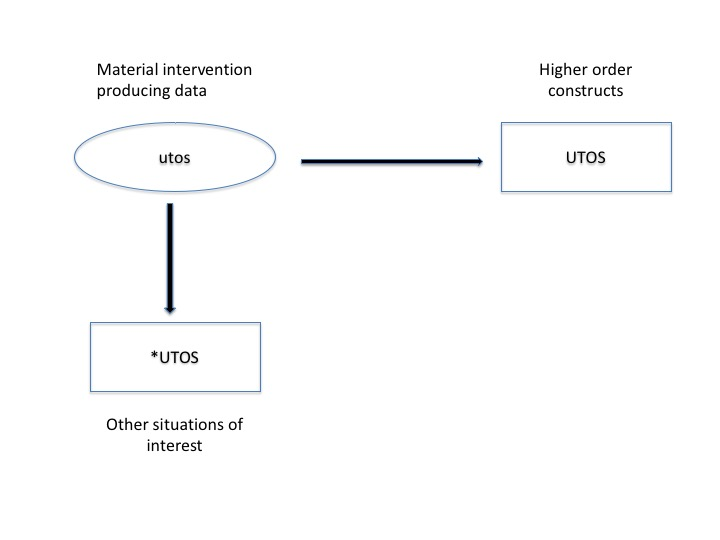 Material intervention
producing data
Higher order
constructs
utos
UTOS
*UTOS
Other situations of
interest